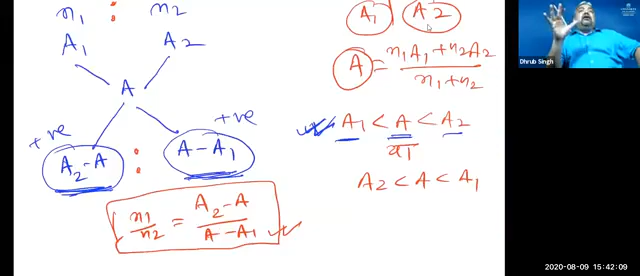 n1 : n2
A1 A2
A
+ve +ve
A2-A : A-A1
n1/n2 = A2-A/A-A1
A1 A2
A = n1A1+n2A2/n1+n2
A1 < A < A2
या
A2 < A < A1
Dhrub Singh
2020-08-09 15:42:09